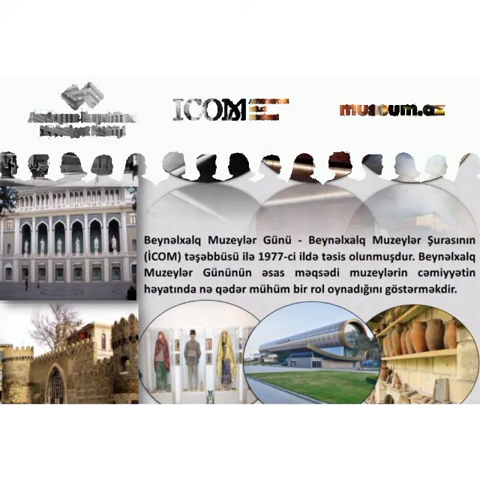 ICOM
museum.az
Beynəlxalq Muzeylər Günü - Beynəlxalq Muzeylər Şurasının
(İCOM) təşəbbüsü ilə 1977-ci ildə təsis olunmuşdur. Beynəlxalq
Muzeylər Gününün əsas məqsədi muzeylərin cəmiyyətin
həyatında nə qədər mühüm bir rol oynadığını göstərməkdir.